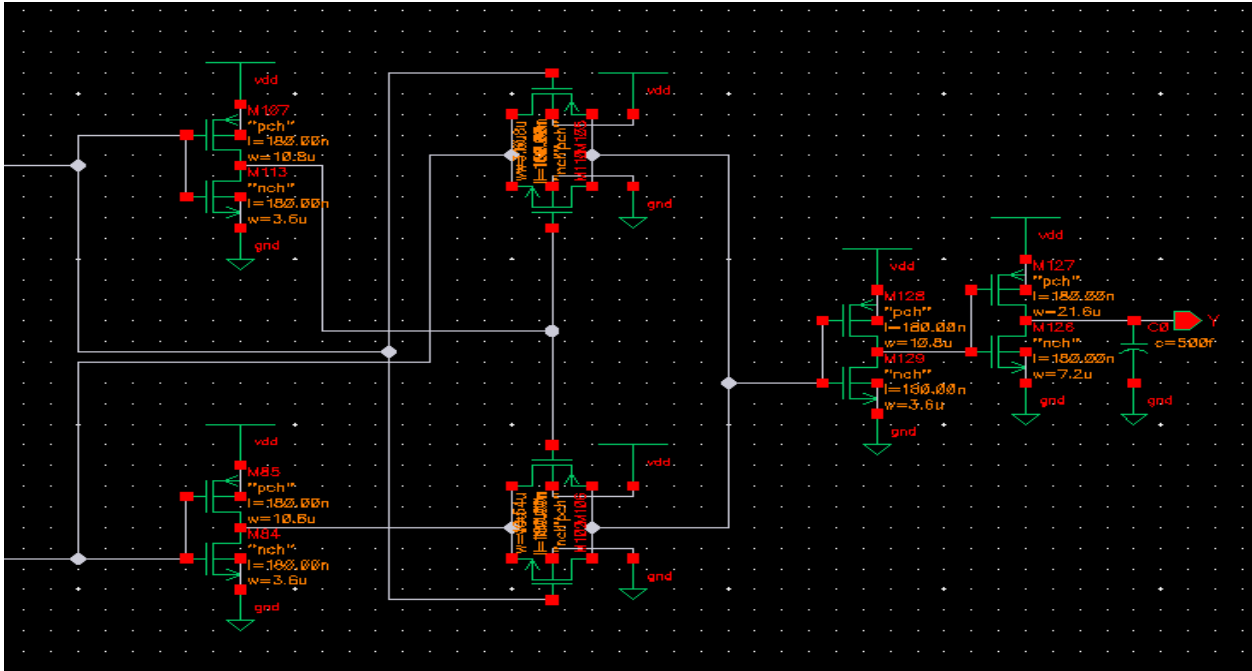 vdd
M107
"pch"
l=180.00n
w=10.8u
M113
"nch"
l=180.00n
w=3.6u
gnd
vdd
gnd
vdd
M85
"pch"
l=180.00n
w=10.8u
M84
"nch"
l=180.00n
w=3.6u
gnd
vdd
gnd
vdd
M128
"pch"
l=180.00n
w=10.8u
M129
"nch"
l=180.00n
w=3.6u
gnd
vdd
M127
"pch"
l=180.00n
w=21.6u
M126
"nch"
l=180.00n
w=7.2u
gnd
C0
c=500f
gnd
Y